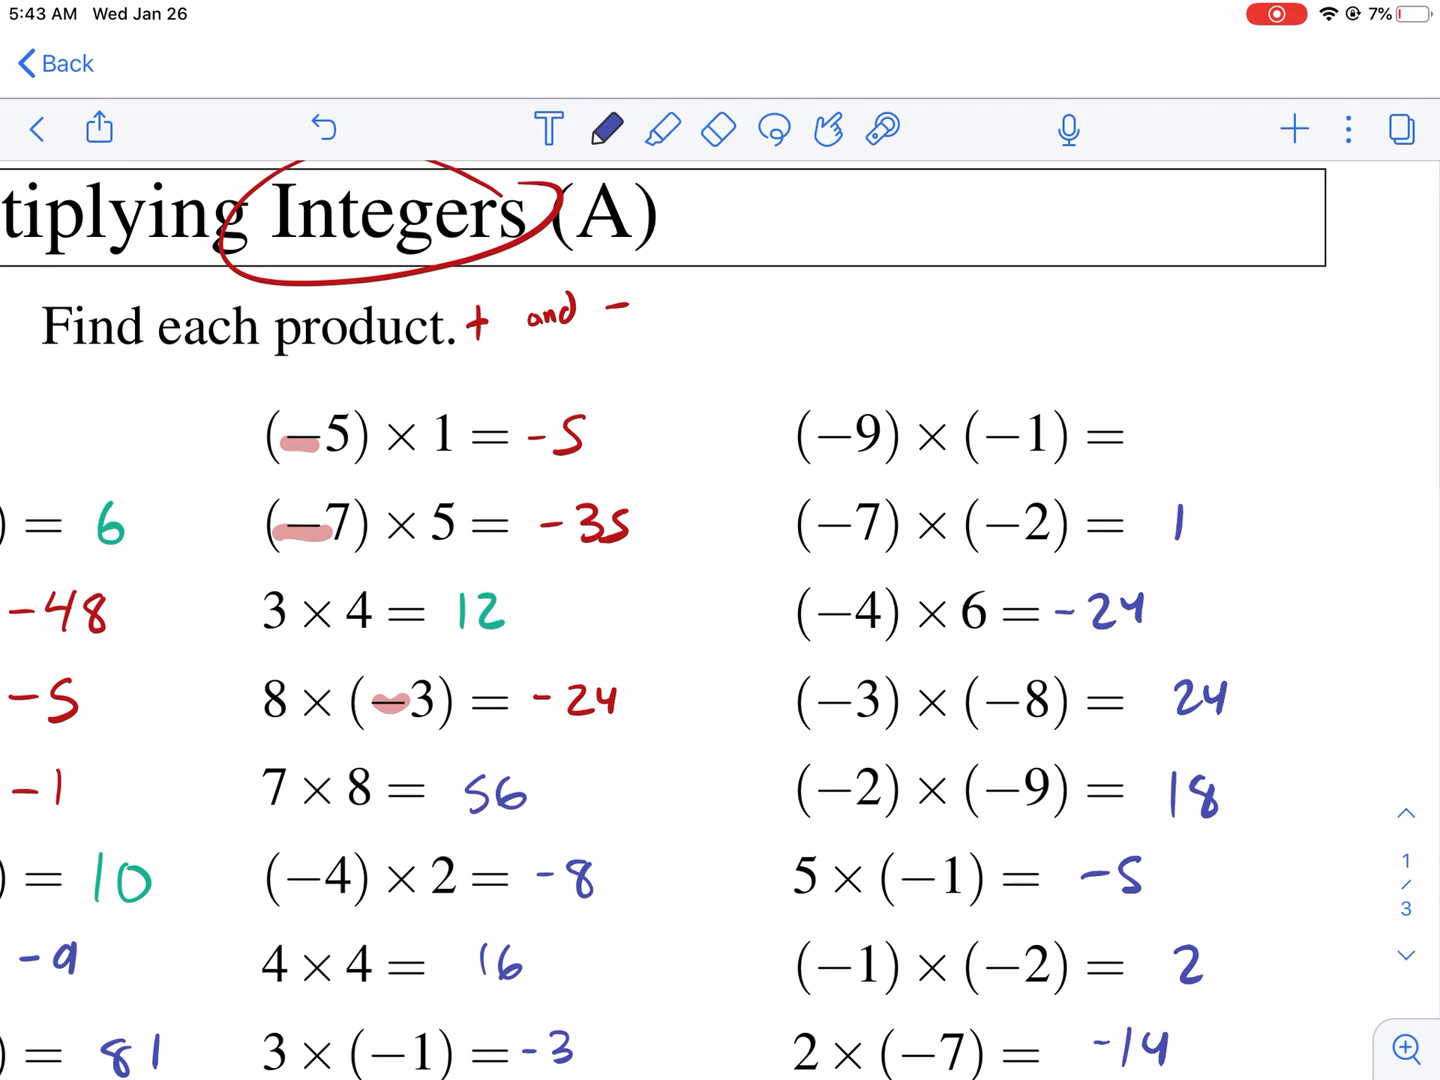 5:43 AM Wed Jan 26
7%
Back
T
tiplying Integers (A)
Find each product. + and -
(−5) × 1 = -5
(−9) × (−1) =
) = 6
(−7) × 5 = -35
(−7) × (−2) = 1
-48
3 × 4 = 12
(−4) × 6 = -24
-5
8 × (−3) = -24
(−3) × (−8) = 24
-1
7 × 8 = 56
(−2) × (−9) = 18
) = 10
(−4) × 2 = -8
5 × (−1) = -5
-9
4 × 4 = 16
(−1) × (−2) = 2
) = 81
3 × (−1) = -3
2 × (−7) = -14
1
/
3